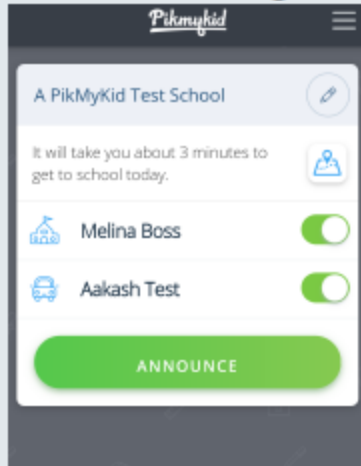 Pikmykid
A PikMyKid Test School
It will take you about 3 minutes to
get to school today.
Melina Boss
Aakash Test
ANNOUNCE